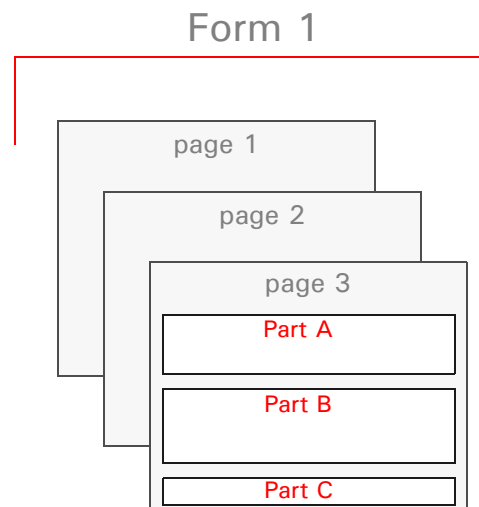 Form 1
page 1
page 2
page 3
Part A
Part B
Part C